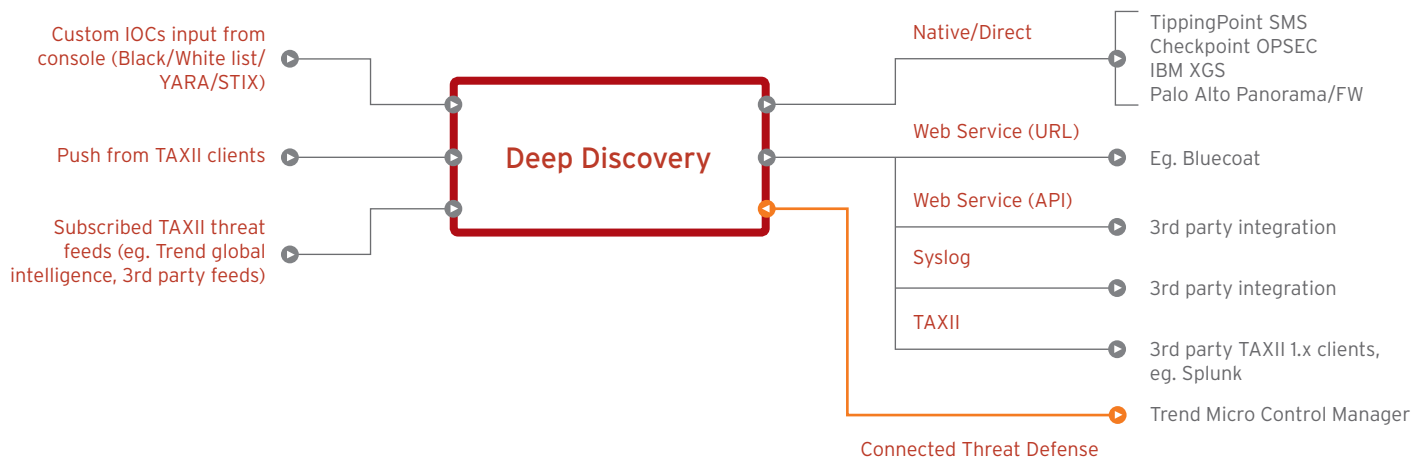 Custom IOCs input from
console (Black/White list/
YARA/STIX)
Push from TAXII clients
Subscribed TAXII threat
feeds (eg. Trend global
intelligence, 3rd party feeds)
Deep Discovery
Native/Direct
TippingPoint SMS
Checkpoint OPSEC
IBM XGS
Palo Alto Panorama/FW
Web Service (URL)
Eg. Bluecoat
Web Service (API)
3rd party integration
Syslog
3rd party integration
TAXII
3rd party TAXII 1.x clients,
eg. Splunk
Trend Micro Control Manager
Connected Threat Defense